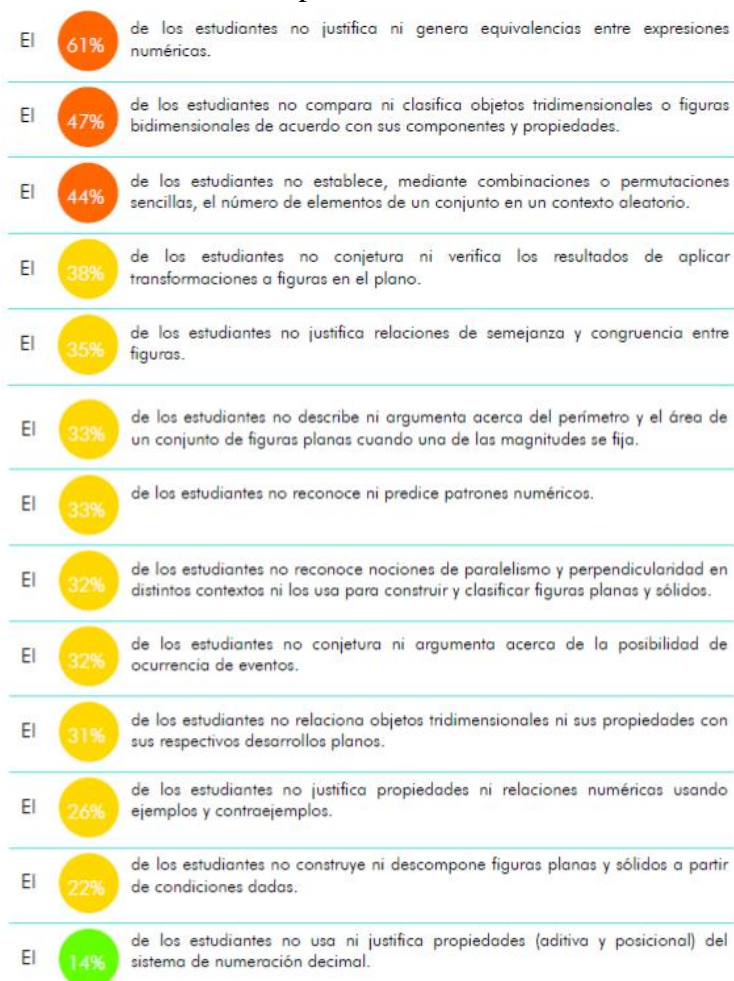 El 61% de los estudiantes no justifica ni genera equivalencias entre expresiones
numéricas.
El 47% de los estudiantes no compara ni clasifica objetos tridimensionales o figuras
bidimensionales de acuerdo con sus componentes y propiedades.
El 44% de los estudiantes no establece, mediante combinaciones o permutaciones
sencillas, el número de elementos de un conjunto en un contexto aleatorio.
El 38% de los estudiantes no conjetura ni verifica los resultados de aplicar
transformaciones a figuras en el plano.
El 35% de los estudiantes no justifica relaciones de semejanza y congruencia entre
figuras.
El 33% de los estudiantes no describe ni argumenta acerca del perímetro y el área de
un conjunto de figuras planas cuando una de las magnitudes se fija.
El 33% de los estudiantes no reconoce ni predice patrones numéricos.
El 32% de los estudiantes no reconoce nociones de paralelismo y perpendicularidad en
distintos contextos ni los usa para construir y clasificar figuras planas y sólidos.
El 32% de los estudiantes no conjetura ni argumenta acerca de la posibilidad de
ocurrencia de eventos.
El 31% de los estudiantes no relaciona objetos tridimensionales ni sus propiedades con
sus respectivos desarrollos planos.
El 26% de los estudiantes no justifica propiedades ni relaciones numéricas usando
ejemplos y contraejemplos.
El 22% de los estudiantes no construye ni descompone figuras planas y sólidos a partir
de condiciones dadas.
El 14% de los estudiantes no usa ni justifica propiedades (aditiva y posicional) del
sistema de numeración decimal.